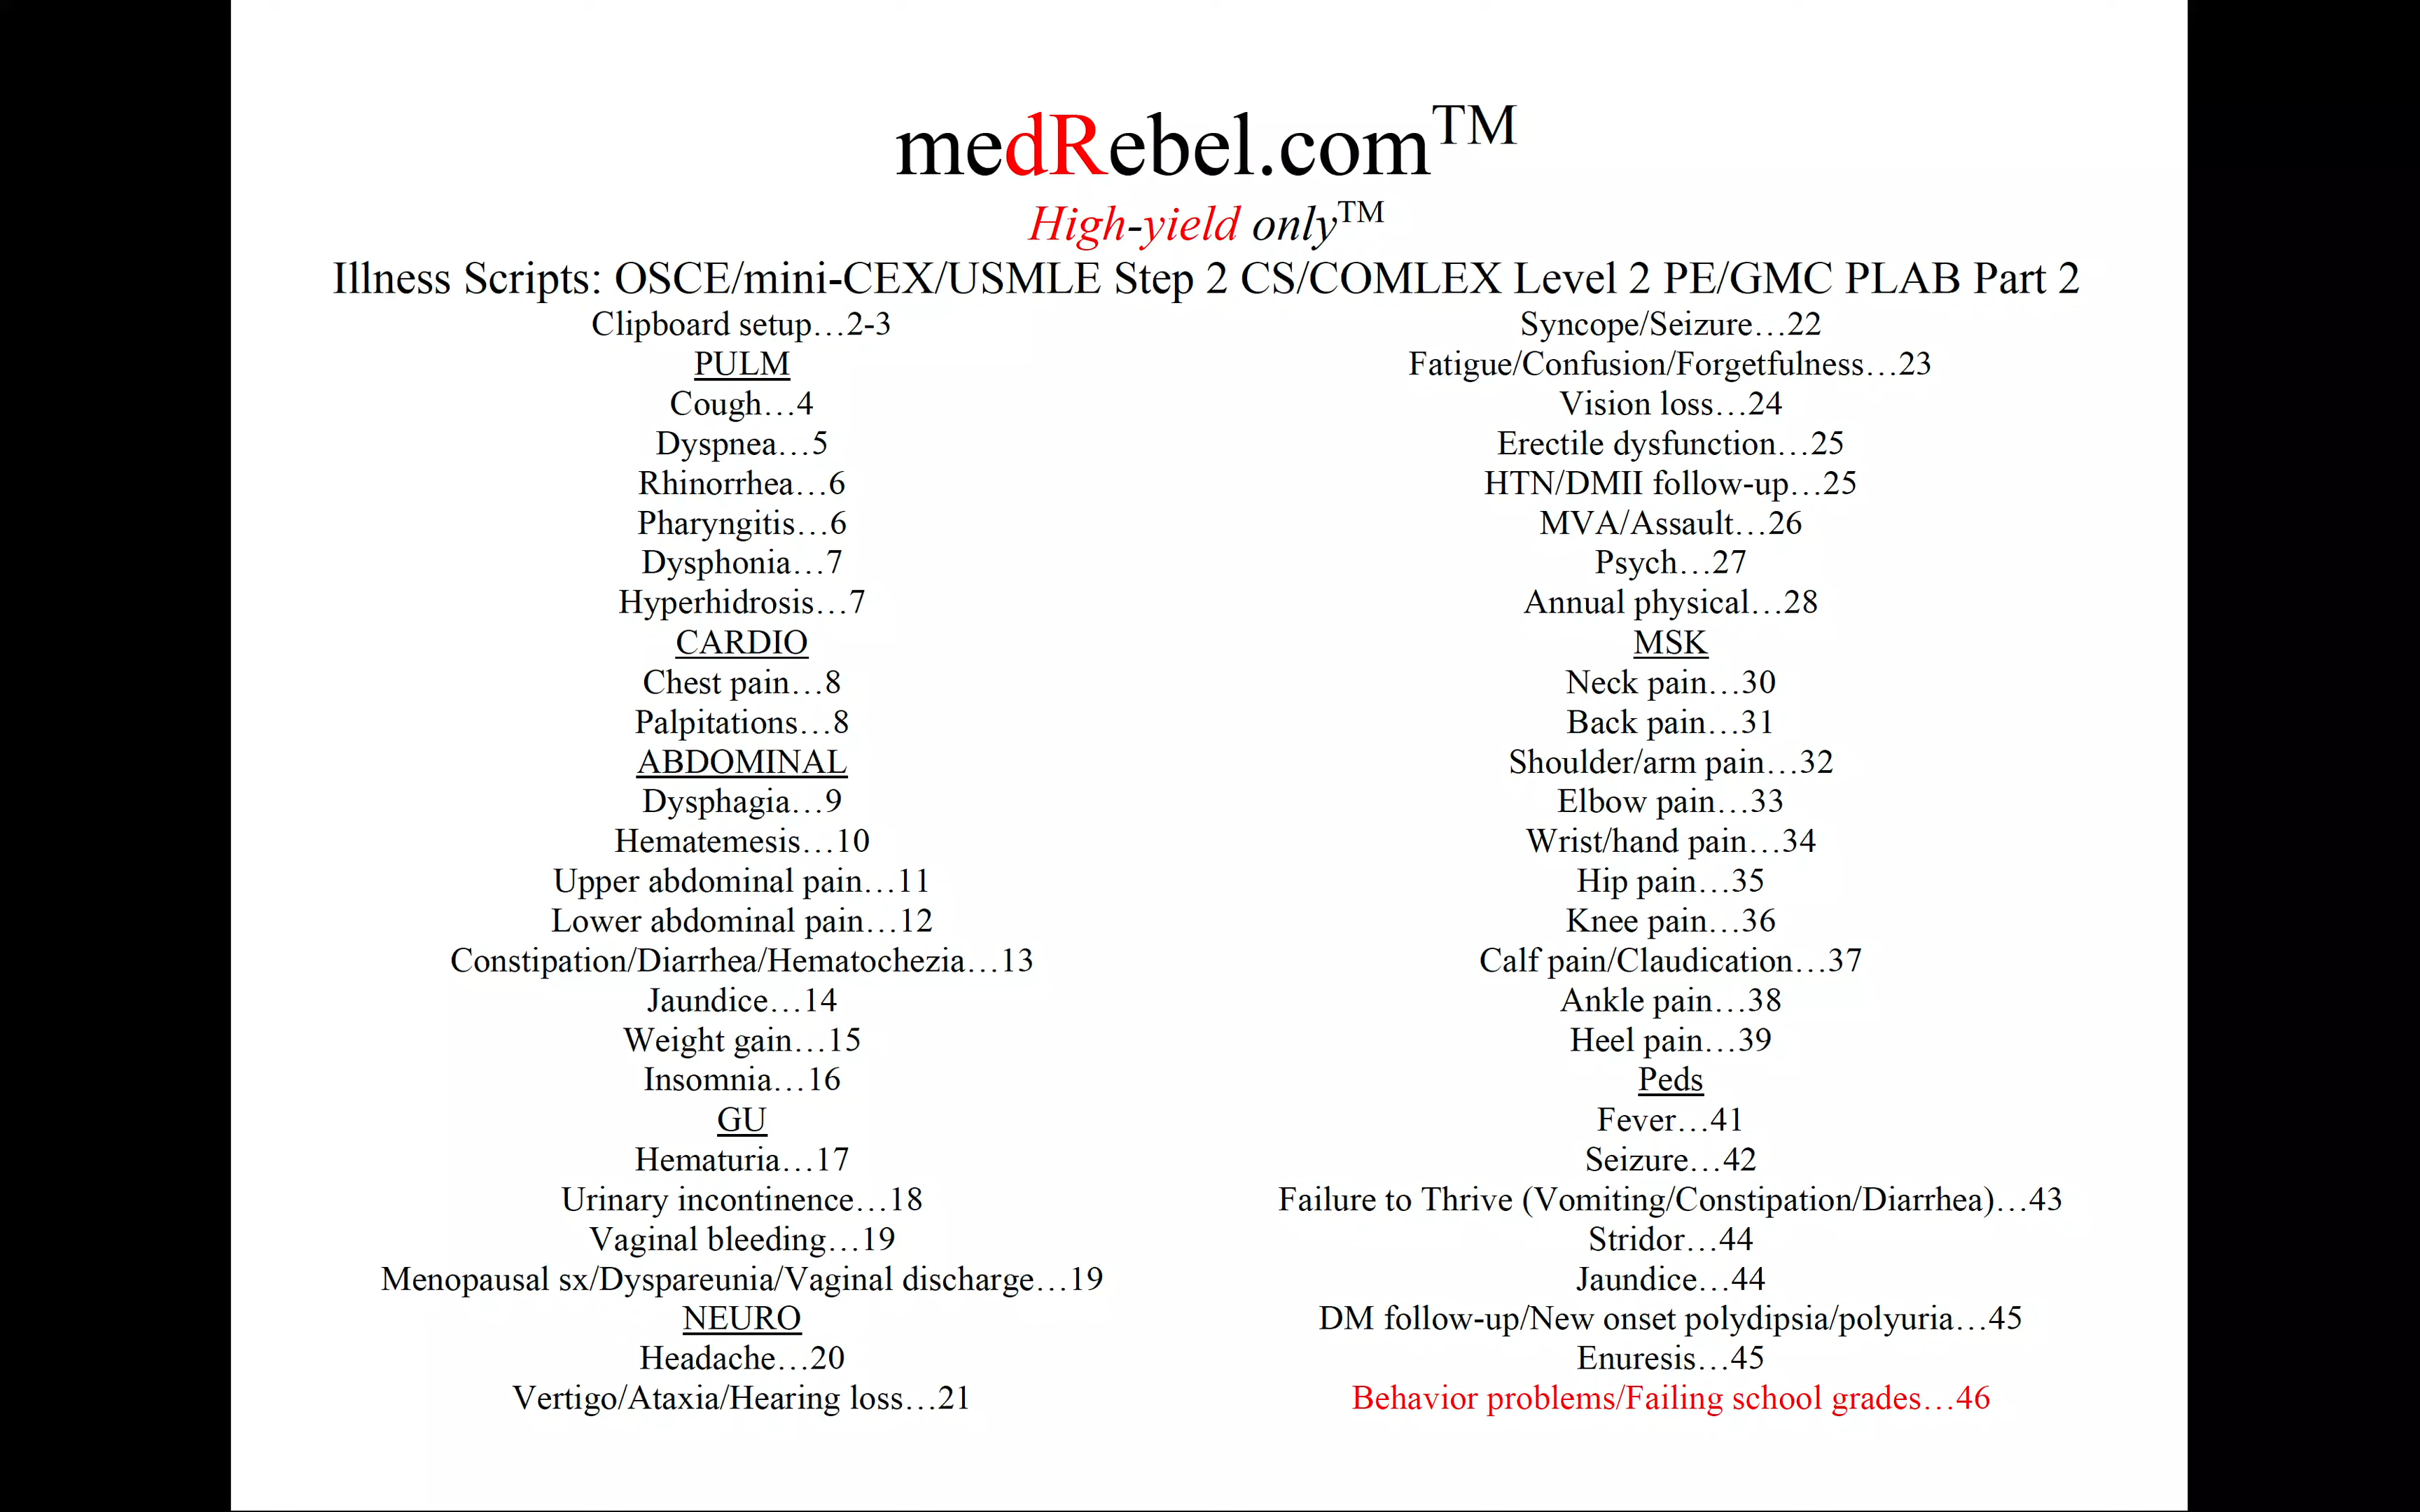 medRebel.com™
High-yield only™
Illness Scripts: OSCE/mini-CEX/USMLE Step 2 CS/COMLEX Level 2 PE/GMC PLAB Part 2
Clipboard setup…2-3
PULM
Cough…4
Dyspnea…5
Rhinorrhea…6
Pharyngitis…6
Dysphonia…7
Hyperhidrosis…7
CARDIO
Chest pain…8
Palpitations…8
ABDOMINAL
Dysphagia…9
Hematemesis…10
Upper abdominal pain…11
Lower abdominal pain…12
Constipation/Diarrhea/Hematochezia…13
Jaundice…14
Weight gain…15
Insomnia…16
GU
Hematuria…17
Urinary incontinence…18
Vaginal bleeding…19
Menopausal sx/Dyspareunia/Vaginal discharge…19
NEURO
Headache…20
Vertigo/Ataxia/Hearing loss…21
Syncope/Seizure…22
Fatigue/Confusion/Forgetfulness…23
Vision loss…24
Erectile dysfunction…25
HTN/DMII follow-up…25
MVA/Assault…26
Psych…27
Annual physical…28
MSK
Neck pain…30
Back pain…31
Shoulder/arm pain…32
Elbow pain…33
Wrist/hand pain…34
Hip pain…35
Knee pain…36
Calf pain/Claudication…37
Ankle pain…38
Heel pain…39
Peds
Fever…41
Seizure…42
Failure to Thrive (Vomiting/Constipation/Diarrhea)…43
Stridor…44
Jaundice…44
DM follow-up/New onset polydipsia/polyuria…45
Enuresis…45
Behavior problems/Failing school grades…46